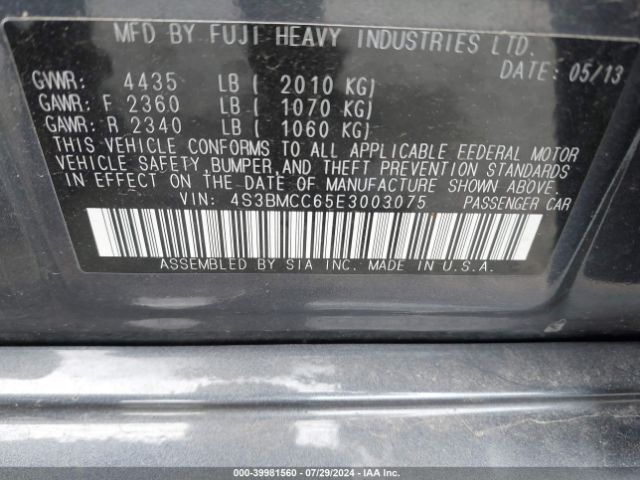 MFD BY FUJI HEAVY INDUSTRIES LTD.
DATE: 05/13
GVWR: 4435 LB ( 2010 KG)
GAWR: F 2360 LB ( 1070 KG)
GAWR: R 2340 LB ( 1060 KG)
THIS VEHICLE CONFORMS TO ALL APPLICABLE FEDERAL MOTOR
VEHICLE SAFETY, BUMPER, AND THEFT PREVENTION STANDARDS
IN EFFECT ON THE DATE OF MANUFACTURE SHOWN ABOVE.
VIN: 4S3BMCC65E3003075 PASSENGER CAR
ASSEMBLED BY SIA INC. MADE IN U.S.A.
000-39981560 | 07/29/2024 - IAA Inc.